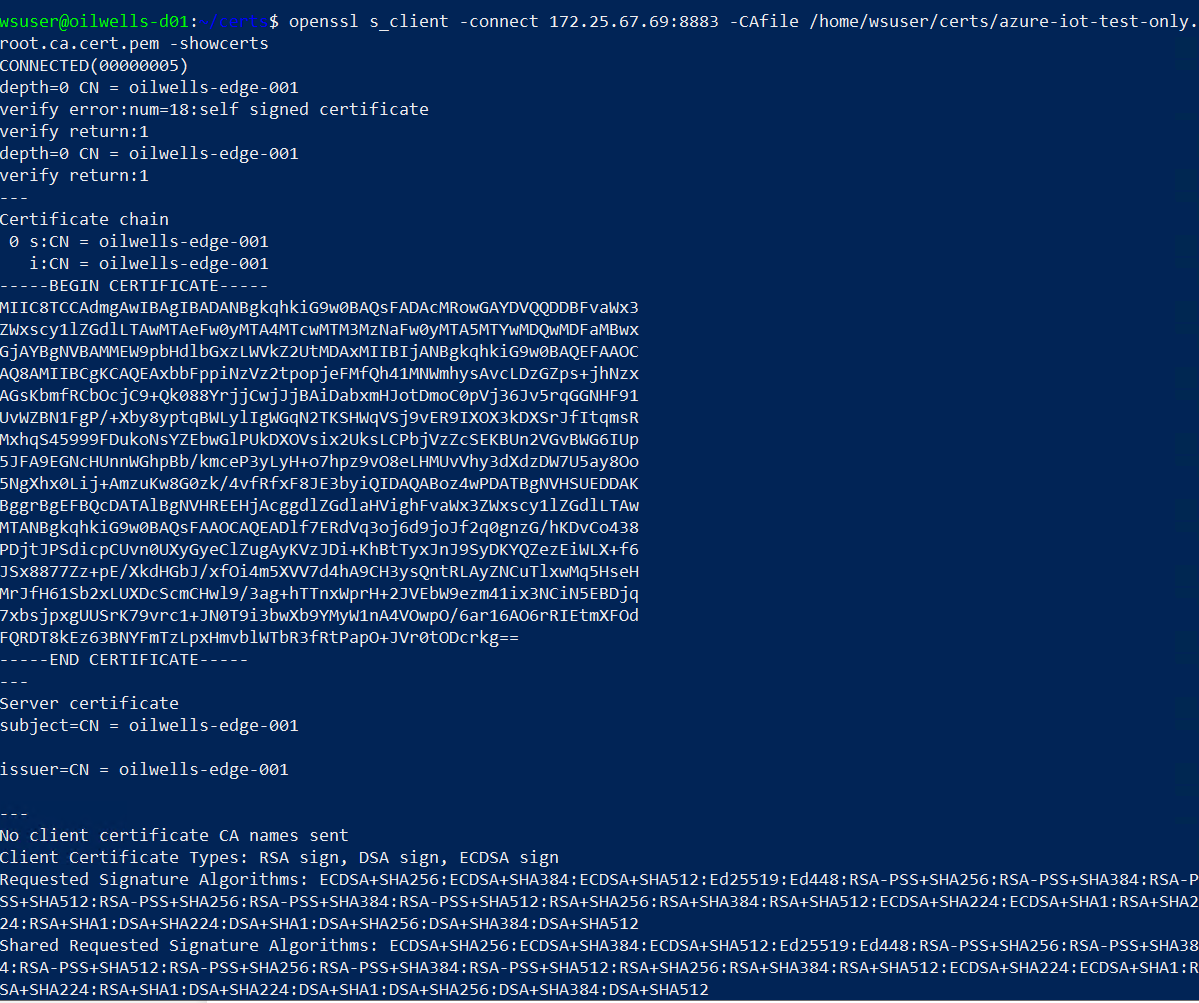 wsuser@oilwells-d01:~/certs$ openssl s_client -connect 172.25.67.69:8883 -CAfile /home/wsuser/certs/azure-iot-test-only.
root.ca.cert.pem -showcerts
CONNECTED(00000005)
depth=0 CN = oilwells-edge-001
verify error:num=18:self signed certificate
verify return:1
depth=0 CN = oilwells-edge-001
verify return:1
---
Certificate chain
 0 s:CN = oilwells-edge-001
   i:CN = oilwells-edge-001
-----BEGIN CERTIFICATE-----
MIIC8TCCAdmgAwIBAgIBADANBgkqhkiG9w0BAQsFADAcMRowGAYDVQQDDBFvaWx3
ZWxscy1lZGdlLTAwMTAeFw0yMTA4MTcwMTM3MzNaFw0yMTA5MTYwMDQwMDFaMBwx
GjAYBgNVBAMMEW9pbHdlbGxzLWVkZ2UtMDAxMIIBIjANBgkqhkiG9w0BAQEFAAOC
AQ8AMIIBCgKCAQEAxbbFppiNzVz2tpopjeFMfQh41MNWmhysAvcLDzGZps+jhNzx
AGsKbmfRCbOcjC9+Qk088YrjjCwjJjBAiDabxmHJotDmoC0pVj36Jv5rqGGNHF91
UvWZBN1FgP/+Xby8yptqBWLylIgWGqN2TKSHWqVSj9vER9IXOX3kDXSrJfItqmsR
MxhqS45999FDukoNsYZEbwGlPUkDXOVsix2UksLCPbjVzZcSEKBUn2VGvBWG6IUp
5JFA9EGNcHUnnWGhpBb/kmceP3yLyH+o7hpz9vO8eLHMUvVhy3dXdzDW7U5ay8Oo
5NgXhx0Lij+AmzuKw8G0zk/4vfRfxF8JE3byiQIDAQABoz4wPDATBgNVHSUEDDAK
BggrBgEFBQcDATAlBgNVHREEHjAcggdlZGdlaHVighFvaWx3ZWxscy1lZGdlLTAw
MTANBgkqhkiG9w0BAQsFAAOCAQEADlf7ERdVq3oj6d9joJf2q0gnzG/hKDvCo438
PDjtJPSdicpCUvn0UXyGyeClZugAyKVzJDi+KhBtTyxJnJ9SyDKYQZezEiWLX+f6
JSx8877Zz+pE/XkdHGbJ/xfOi4m5XVV7d4hA9CH3ysQntRLAyZNCuTlxwMq5HseH
MrJfH61Sb2xLUXDcScmCHwl9/3ag+hTTnxWprH+2JVEbW9ezm41ix3NCiN5EBDjq
7xbsjpxgUUSrK79vrc1+JN0T9i3bwXb9YMyW1nA4VOwpO/6ar16AO6rRIEtmXFOd
FQRDT8kEz63BNYFmTzLpxHmvblWTbR3fRtPapO+JVr0tODcrkg==
-----END CERTIFICATE-----
---
Server certificate
subject=CN = oilwells-edge-001

issuer=CN = oilwells-edge-001

---
No client certificate CA names sent
Client Certificate Types: RSA sign, DSA sign, ECDSA sign
Requested Signature Algorithms: ECDSA+SHA256:ECDSA+SHA384:ECDSA+SHA512:Ed25519:Ed448:RSA-PSS+SHA256:RSA-PSS+SHA384:RSA-P
SS+SHA512:RSA-PSS+SHA256:RSA-PSS+SHA384:RSA-PSS+SHA512:RSA+SHA256:RSA+SHA384:RSA+SHA512:ECDSA+SHA224:ECDSA+SHA1:RSA+SHA2
24:RSA+SHA1:DSA+SHA224:DSA+SHA1:DSA+SHA256:DSA+SHA384:DSA+SHA512
Shared Requested Signature Algorithms: ECDSA+SHA256:ECDSA+SHA384:ECDSA+SHA512:Ed25519:Ed448:RSA-PSS+SHA256:RSA-PSS+SHA38
4:RSA-PSS+SHA512:RSA-PSS+SHA256:RSA-PSS+SHA384:RSA-PSS+SHA512:RSA+SHA256:RSA+SHA384:RSA+SHA512:ECDSA+SHA224:ECDSA+SHA1:R
SA+SHA224:RSA+SHA1:DSA+SHA224:DSA+SHA1:DSA+SHA256:DSA+SHA384:DSA+SHA512